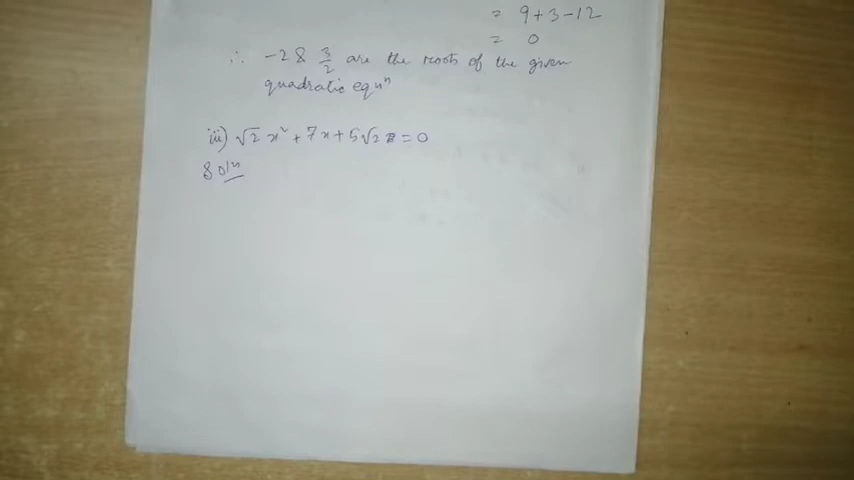 = 9+3-12
= 0
∴ -2 & 3/2 are the roots of the given
quadratic equⁿ
iii) √2 x² + 7x + 5√2 = 0
Solⁿ